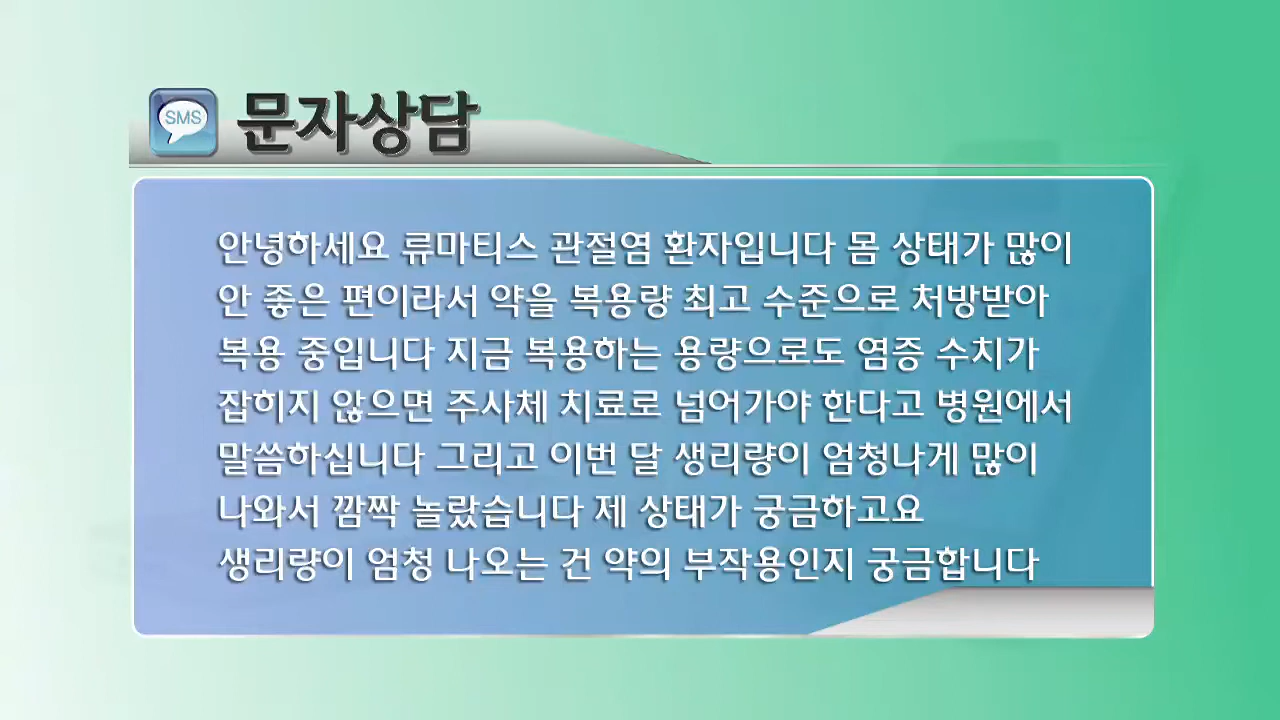 SMS
문자상담
안녕하세요 류마티스 관절염 환자입니다 몸 상태가 많이
안 좋은 편이라서 약을 복용량 최고 수준으로 처방받아
복용 중입니다 지금 복용하는 용량으로도 염증 수치가
잡히지 않으면 주사체 치료로 넘어가야 한다고 병원에서
말씀하십니다 그리고 이번 달 생리량이 엄청나게 많이
나와서 깜짝 놀랐습니다 제 상태가 궁금하고요
생리량이 엄청 나오는 건 약의 부작용인지 궁금합니다